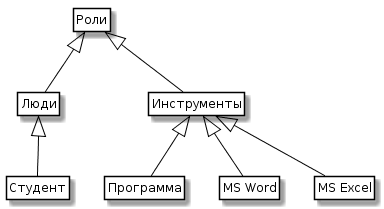 Роли
Люди
Инструменты
Студент
Программа
MS Word
MS Excel